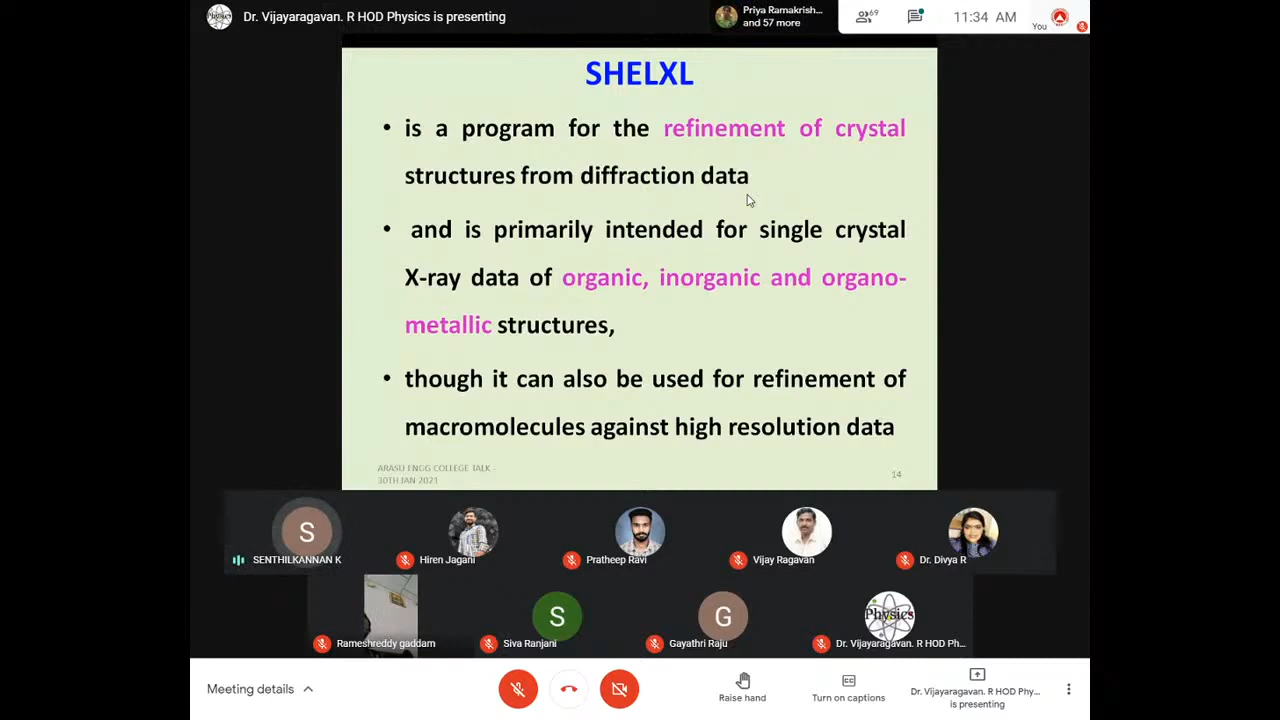 Physics
Dr. Vijayaragavan. R HOD Physics is presenting
Priya Ramakrish...
and 57 more
69
11:34 AM
You
SHELXL
• is a program for the refinement of crystal
structures from diffraction data
• and is primarily intended for single crystal
X-ray data of organic, inorganic and organo-
metallic structures,
• though it can also be used for refinement of
macromolecules against high resolution data
ARASU ENGG COLLEGE TALK -
30TH JAN 2021
14
S
SENTHILKANNAN K
Hiren Jagani
Pratheep Ravi
Vijay Ragavan
Dr. Divya R
Rameshreddy gaddam
S
Siva Ranjani
G
Gayathri Raju
Physics
Dr. Vijayaragavan. R HOD Ph...
Meeting details
Raise hand
CC
Turn on captions
Dr. Vijayaragavan. R HOD Phy...
is presenting